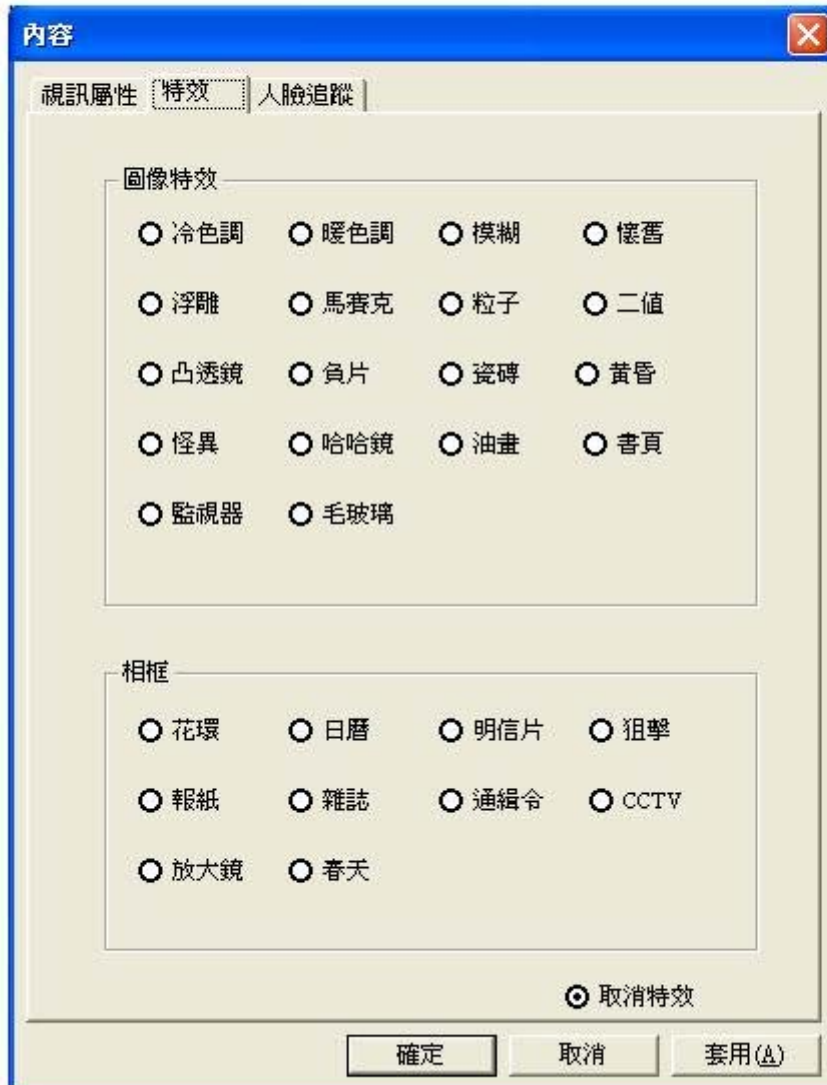 內容
視訊屬性 特效 人臉追蹤
圖像特效
冷色調 暖色調 模糊 懷舊
浮雕 馬賽克 粒子 二值
凸透鏡 負片 瓷磚 黃昏
怪異 哈哈鏡 油畫 書頁
監視器 毛玻璃
相框
花環 日曆 明信片 狙擊
報紙 雜誌 通緝令 CCTV
放大鏡 春天
取消特效
確定 取消 套用(A)